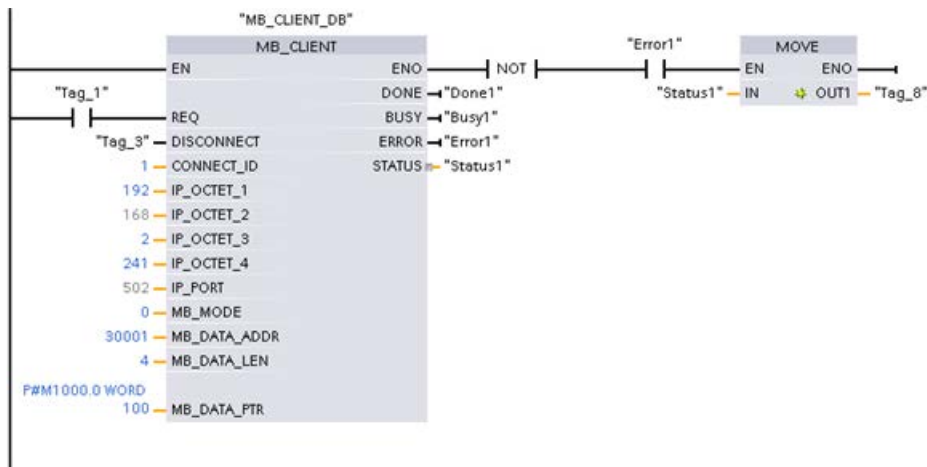 "MB_CLIENT_DB"
MB_CLIENT
EN ENO NOT "Error1" MOVE EN ENO
"Tag_1" DONE "Done1" "Status1" IN OUT1 "Tag_8"
REQ BUSY "Busy1"
"Tag_3" DISCONNECT ERROR "Error1"
1 CONNECT_ID STATUS "Status1"
192 IP_OCTET_1
168 IP_OCTET_2
2 IP_OCTET_3
241 IP_OCTET_4
502 IP_PORT
0 MB_MODE
30001 MB_DATA_ADDR
4 MB_DATA_LEN
P#M1000.0 WORD
100 MB_DATA_PTR